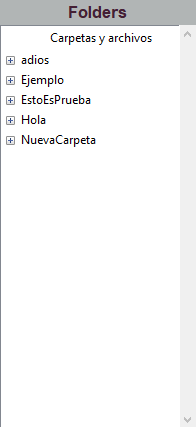 Folders
Carpetas y archivos
adios
Ejemplo
EstoEsPrueba
Hola
NuevaCarpeta